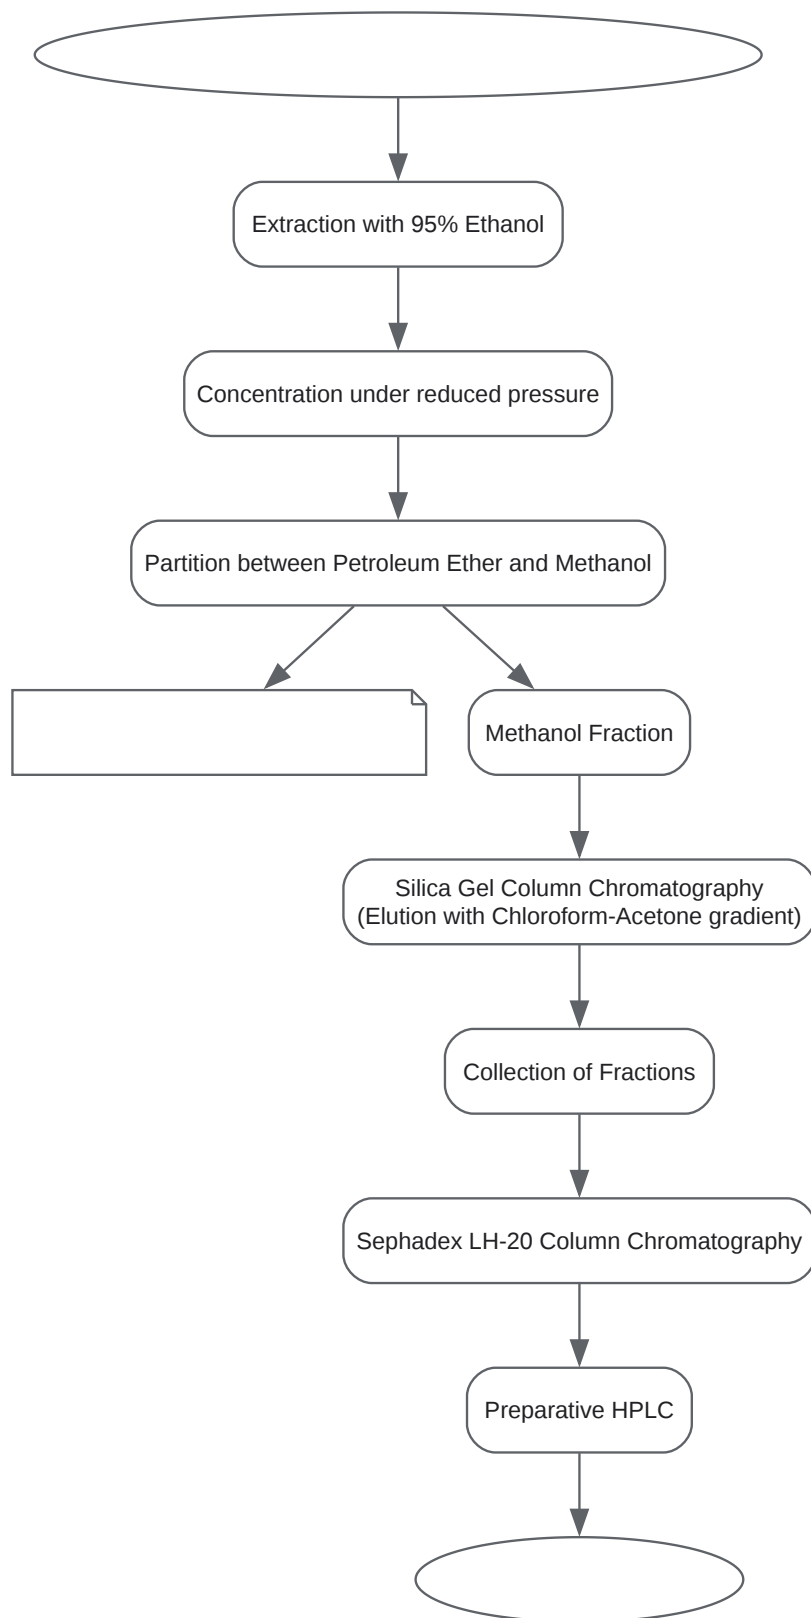 Extraction with 95% Ethanol
Concentration under reduced pressure
Partition between Petroleum Ether and Methanol
Methanol Fraction
Silica Gel Column Chromatography
(Elution with Chloroform-Acetone gradient)
Collection of Fractions
Sephadex LH-20 Column Chromatography
Preparative HPLC